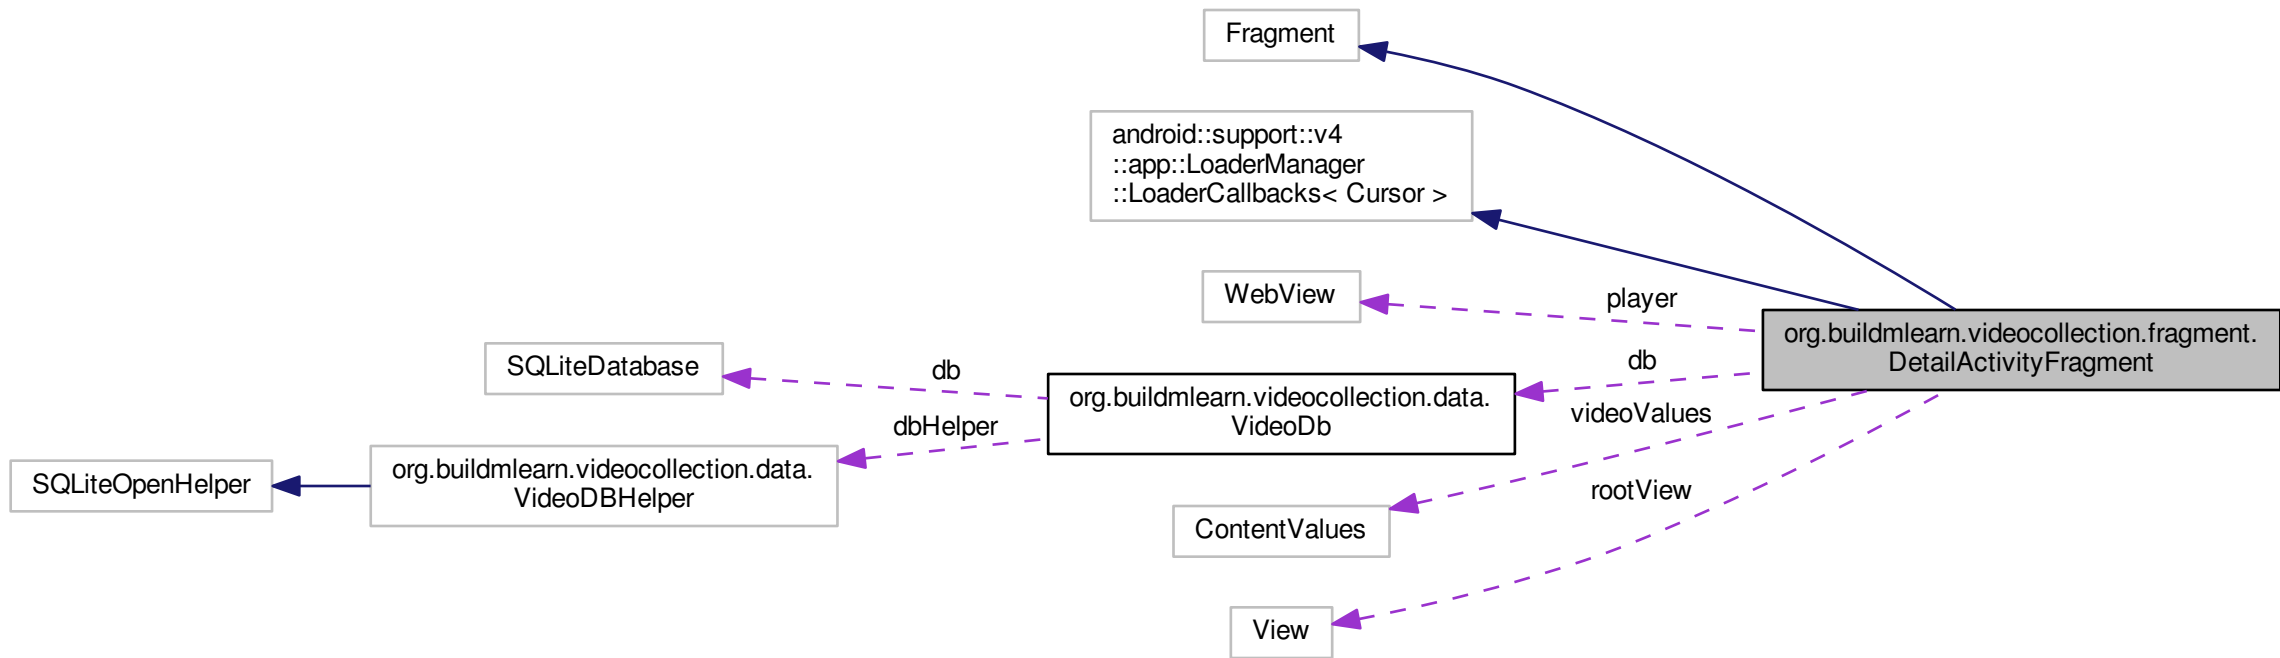 Fragment
android::support::v4
::app::LoaderManager
::LoaderCallbacks< Cursor >
WebView
player
org.buildmlearn.videocollection.fragment.
DetailActivityFragment
SQLiteDatabase
db
db
org.buildmlearn.videocollection.data.
VideoDb
videoValues
dbHelper
SQLiteOpenHelper
org.buildmlearn.videocollection.data.
VideoDBHelper
rootView
ContentValues
View